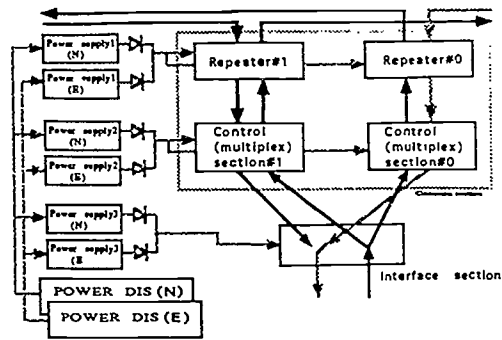 Power supply1
(N)
Repeater#1
Repeater#0
Power supply1
(E)
Power supply2
(N)
Control
(multiplex)
section#1
Control
(multiplex)
section#0
Power supply2
(E)
Power supply3
(N)
Power supply3
(E
Interface section
POWER DIS(N)
POWER DIS(E)